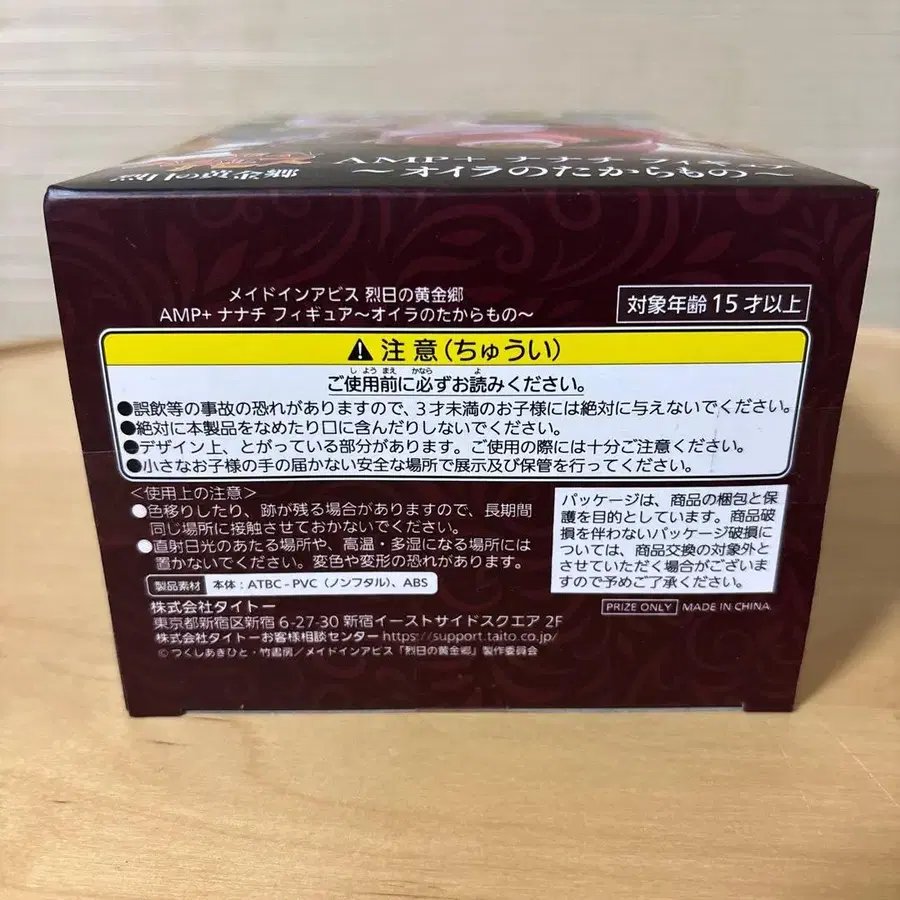 烈日の黄金郷
AMP+ ナナチ フィギュア
～オイラのたからもの～
メイドインアビス 烈日の黄金郷
AMP+ ナナチ フィギュア～オイラのたからもの～
対象年齢 15才以上
注意(ちゅうい)
しようまえ かなら よ
ご使用前に必ずお読みください。
●誤飲等の事故の恐れがありますので、3才未満のお子様には絶対に与えないでください。
●絶対に本製品をなめたり口に含んだりしないでください。
●デザイン上、とがっている部分があります。ご使用の際には十分ご注意ください。
●小さなお子様の手の届かない安全な場所で展示及び保管を行ってください。
＜使用上の注意＞
●色移りしたり、跡が残る場合がありますので、長期間
同じ場所に接触させておかないでください。
●直射日光のあたる場所や、高温・多湿になる場所には
置かないでください。変色や変形の恐れがあります。
製品素材 本体：ATBC-PVC（ノンフタル）、ABS
パッケージは、商品の梱包と保
護を目的としています。商品破
損を伴わないパッケージ破損に
ついては、商品交換の対象外と
させていただく場合がございま
すので予めご了承ください。
PRIZE ONLY MADE IN CHINA
株式会社タイトー
東京都新宿区新宿 6-27-30 新宿イーストサイドスクエア 2F
株式会社タイトーお客様相談センター https://support.taito.co.jp/
© つくしあきひと・竹書房／メイドインアビス「烈日の黄金郷」製作委員会